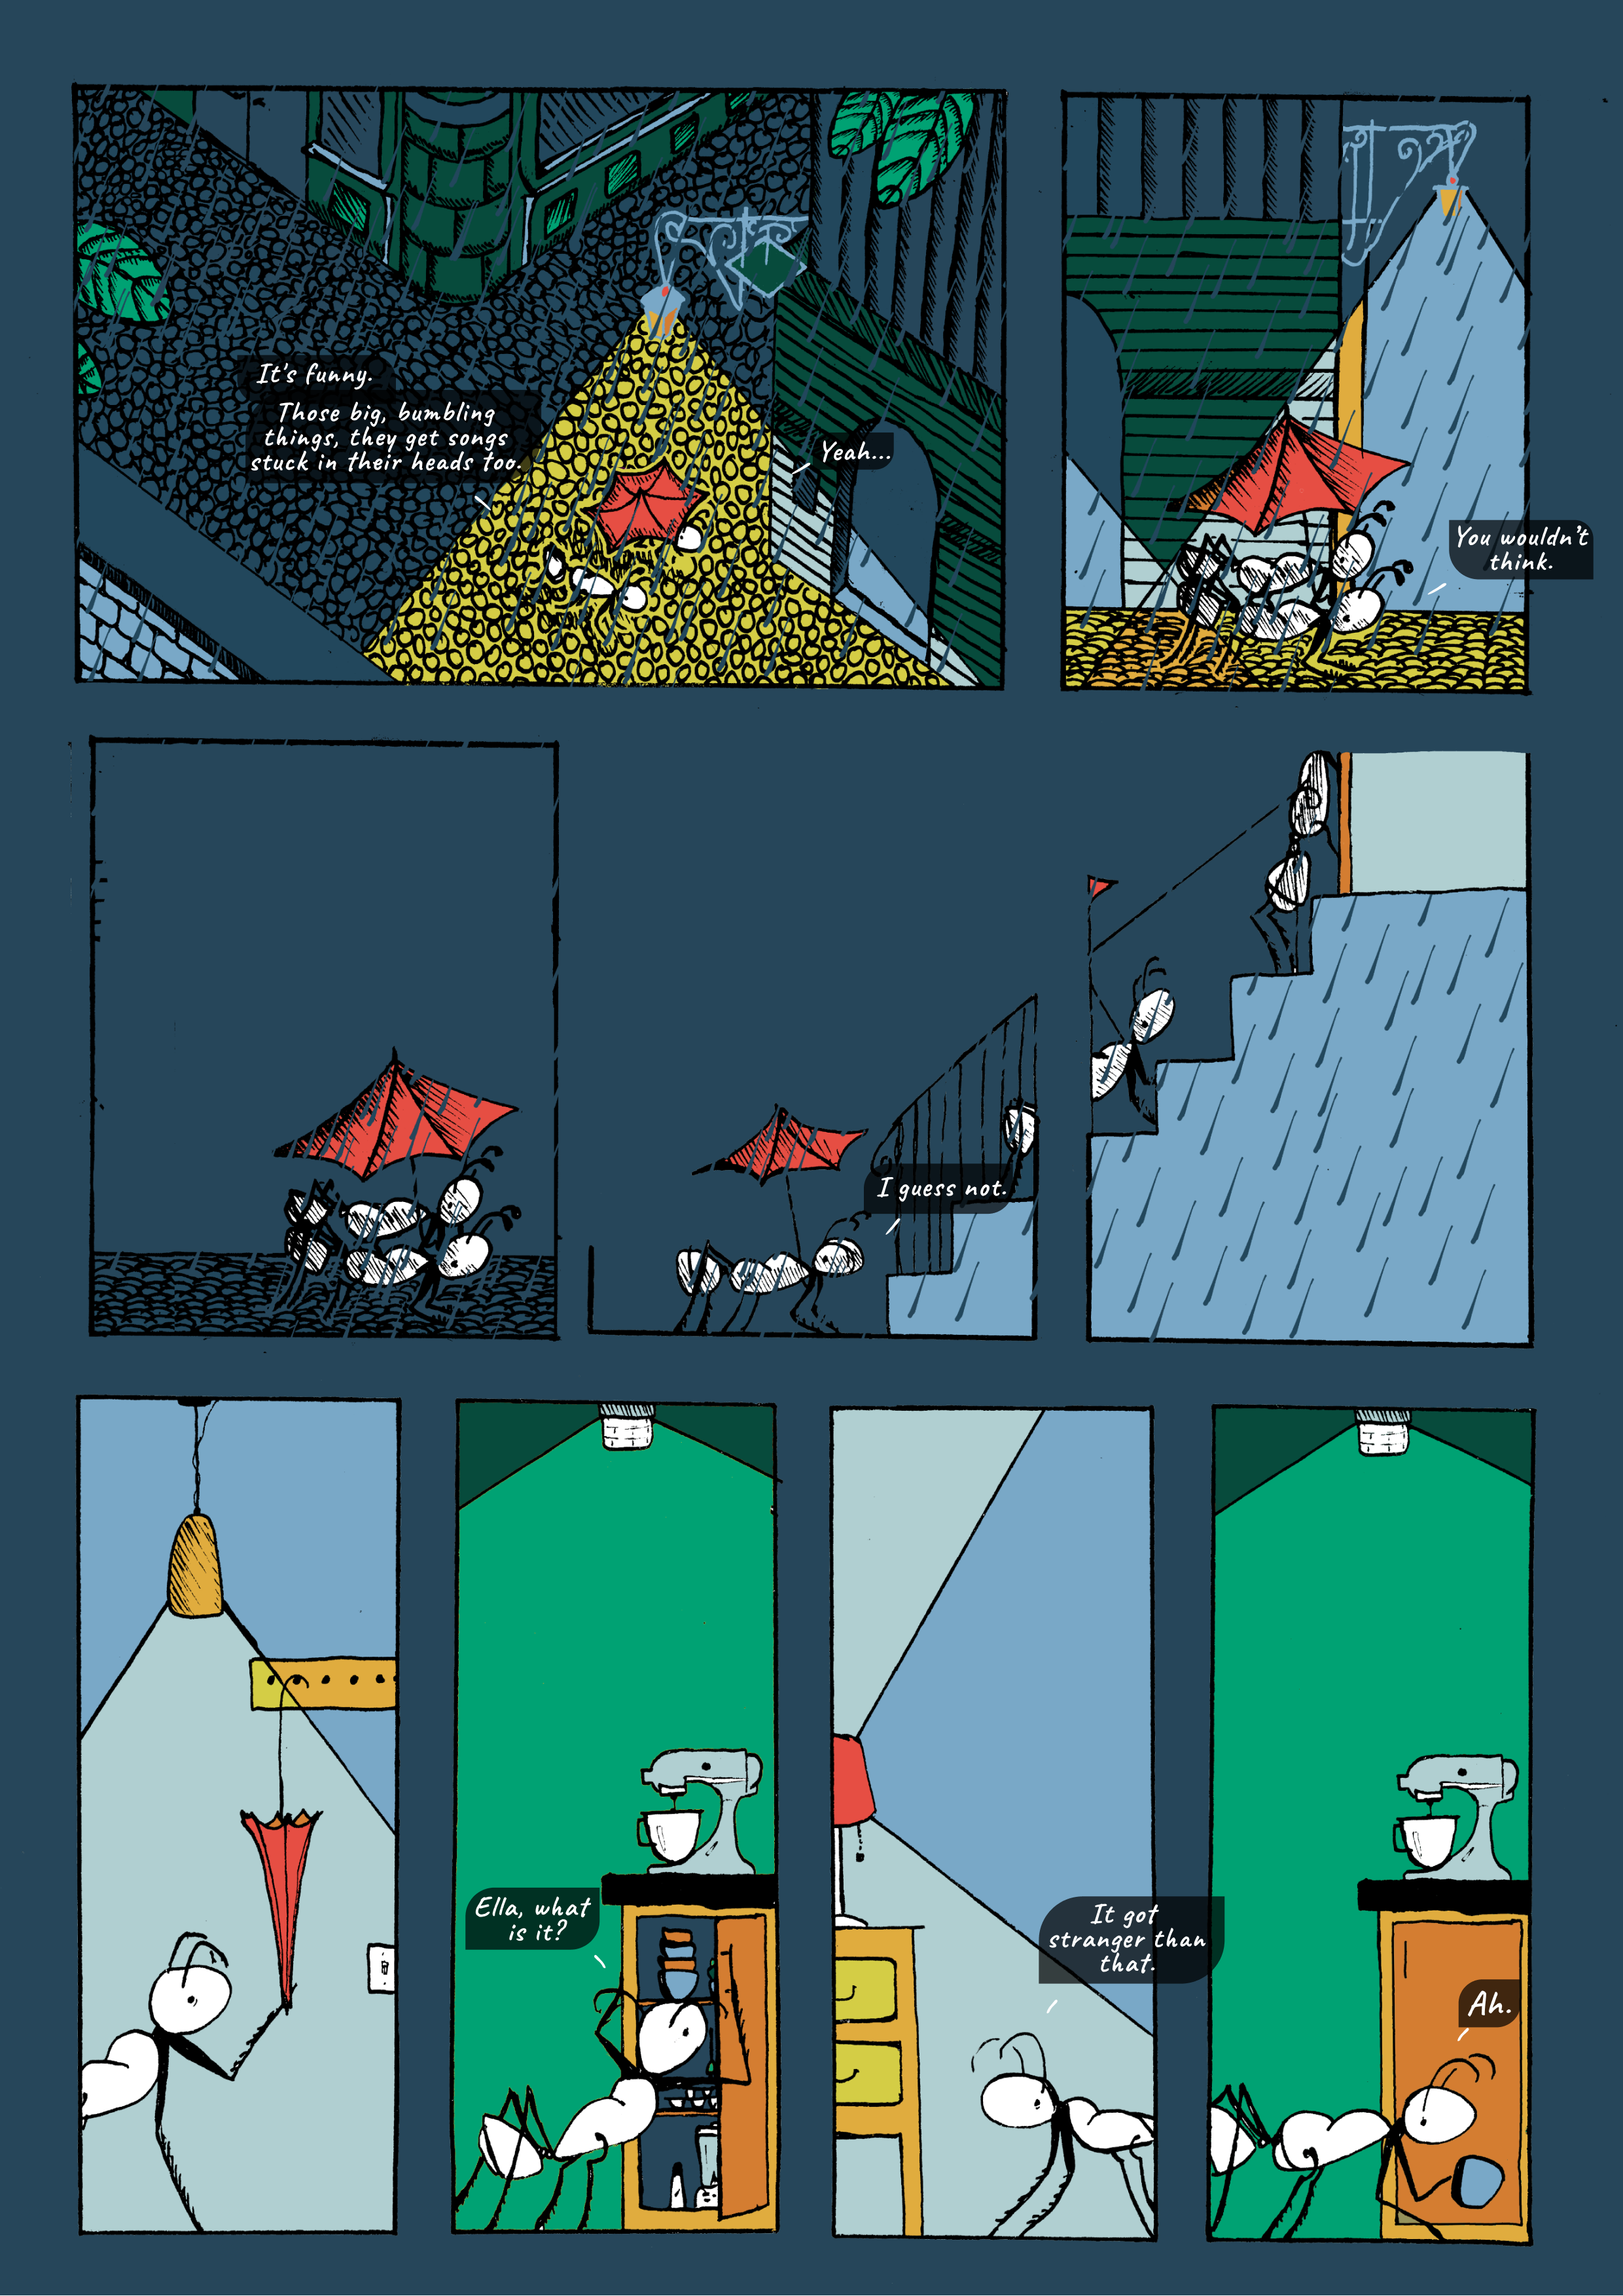 It's funny.
Those big, bumbling
things, they get songs
stuck in their heads too.
Yeah...
You wouldn't
think.
I guess not.
Ella, what
is it?
It got
stranger than
that.
Ah.